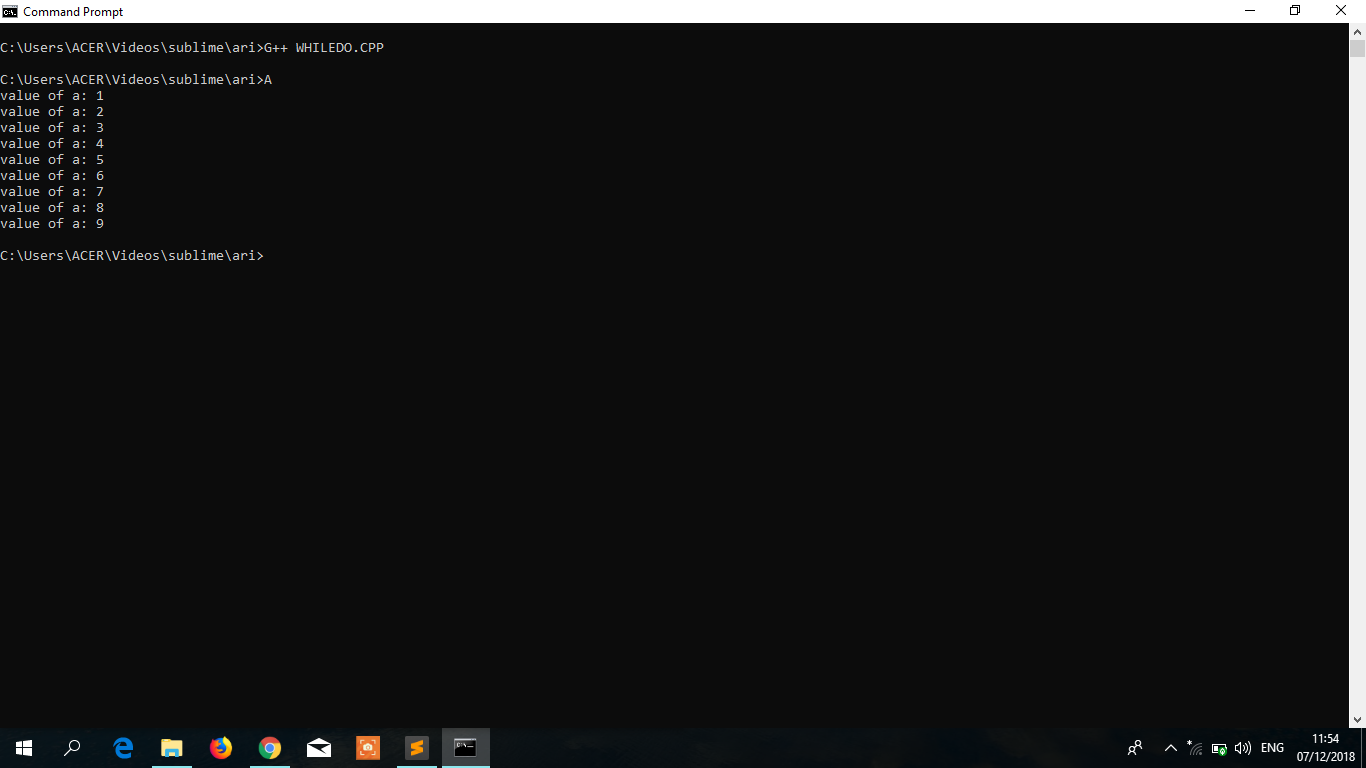 Command Prompt
C:\Users\ACER\Videos\sublime\ari>G++ WHILEDO.CPP
C:\Users\ACER\Videos\sublime\ari>A
value of a: 1
value of a: 2
value of a: 3
value of a: 4
value of a: 5
value of a: 6
value of a: 7
value of a: 8
value of a: 9
C:\Users\ACER\Videos\sublime\ari>
ENG
11:54
07/12/2018